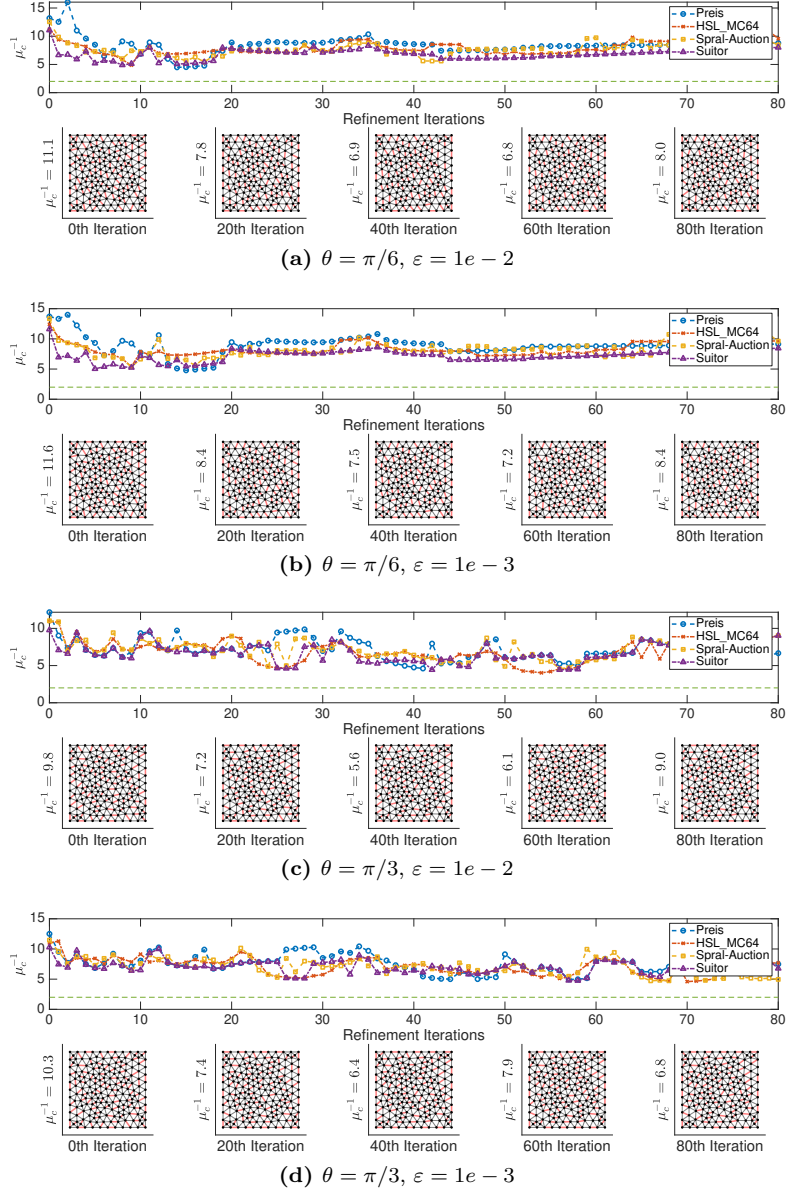 15
10
5
0
μc⁻¹
Preis
HSL_MC64
Spral-Auction
Suitor
0 10 20 30 40 50 60 70 80
Refinement Iterations
μc⁻¹ = 11.1 μc⁻¹ = 7.8 μc⁻¹ = 6.9 μc⁻¹ = 6.8 μc⁻¹ = 8.0
0th Iteration 20th Iteration 40th Iteration 60th Iteration 80th Iteration
(a) θ = π/6, ε = 1e − 2
15
10
5
0
μc⁻¹
Preis
HSL_MC64
Spral-Auction
Suitor
0 10 20 30 40 50 60 70 80
Refinement Iterations
μc⁻¹ = 11.6 μc⁻¹ = 8.4 μc⁻¹ = 7.5 μc⁻¹ = 7.2 μc⁻¹ = 8.4
0th Iteration 20th Iteration 40th Iteration 60th Iteration 80th Iteration
(b) θ = π/6, ε = 1e − 3
10
5
0
μc⁻¹
Preis
HSL_MC64
Spral-Auction
Suitor
0 10 20 30 40 50 60 70 80
Refinement Iterations
μc⁻¹ = 9.8 μc⁻¹ = 7.2 μc⁻¹ = 5.6 μc⁻¹ = 6.1 μc⁻¹ = 9.0
0th Iteration 20th Iteration 40th Iteration 60th Iteration 80th Iteration
(c) θ = π/3, ε = 1e − 2
15
10
5
0
μc⁻¹
Preis
HSL_MC64
Spral-Auction
Suitor
0 10 20 30 40 50 60 70 80
Refinement Iterations
μc⁻¹ = 10.3 μc⁻¹ = 7.4 μc⁻¹ = 6.4 μc⁻¹ = 7.9 μc⁻¹ = 6.8
0th Iteration 20th Iteration 40th Iteration 60th Iteration 80th Iteration
(d) θ = π/3, ε = 1e − 3